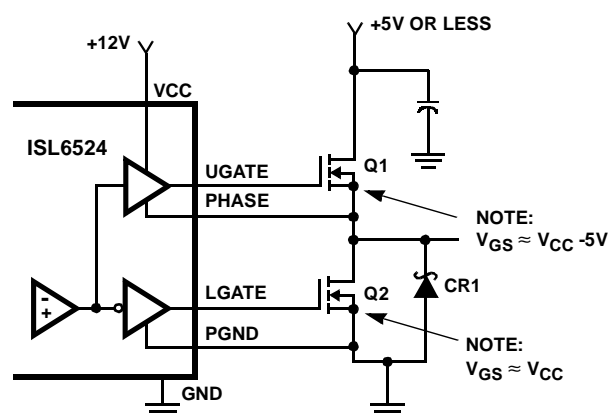 +5V OR LESS
+12V
VCC
ISL6524
UGATE
Q1
PHASE
NOTE:
V_GS ≈ V_CC -5V
- +
LGATE
Q2
CR1
PGND
NOTE:
V_GS ≈ V_CC
GND